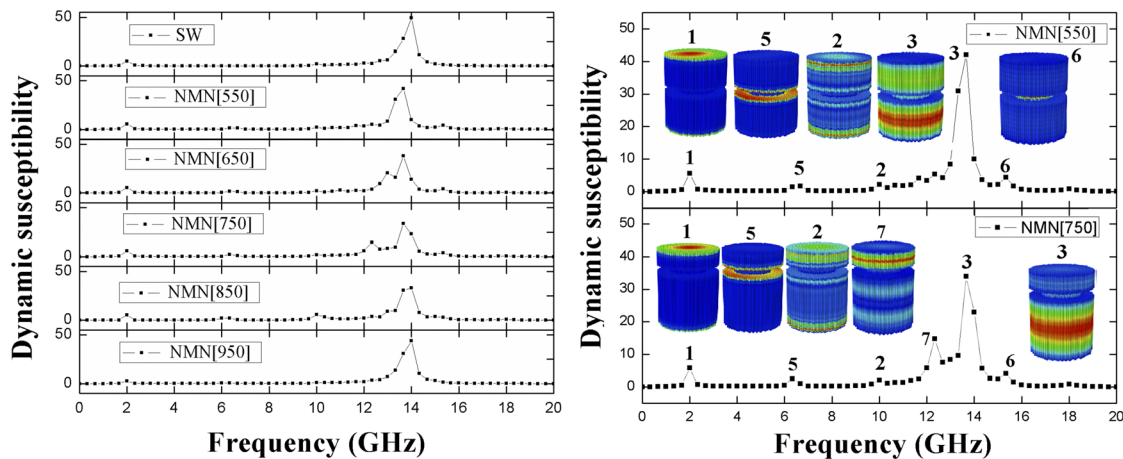 Dynamic susceptibility
50
0
SW
50
0
NMN[550]
50
0
NMN[650]
50
0
NMN[750]
50
0
NMN[850]
50
0
NMN[950]
0 2 4 6 8 10 12 13 14 16 18 20
Frequency (GHz)
Dynamic susceptibility
50
40
30
20
10
0
1 5 2 3 3 6
NMN[550]
1 5 2 6
50
40
30
20
10
0
1 5 2 7 3 3
NMN[750]
1 5 2 7 6
0 2 4 6 8 10 12 14 16 18 20
Frequency (GHz)